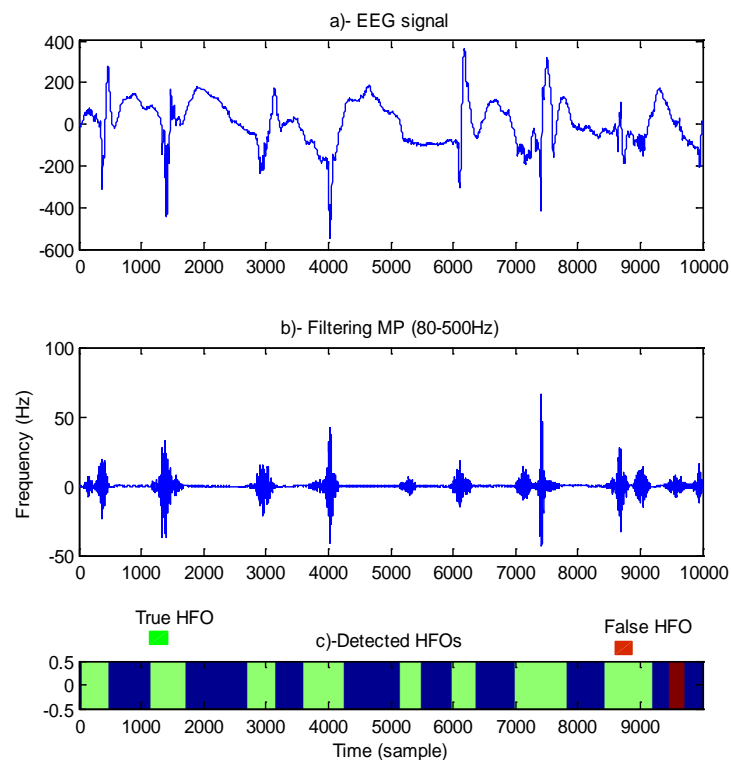 a)- EEG signal
400
200
0
-200
-400
-600
0 1000 2000 3000 4000 5000 6000 7000 8000 9000 10000
b)- Filtering MP (80-500Hz)
Frequency (Hz)
100
50
0
-50
0 1000 2000 3000 4000 5000 6000 7000 8000 9000 10000
True HFO
False HFO
c)-Detected HFOs
0.5
0
-0.5
0 1000 2000 3000 4000 5000 6000 7000 8000 9000
Time (sample)